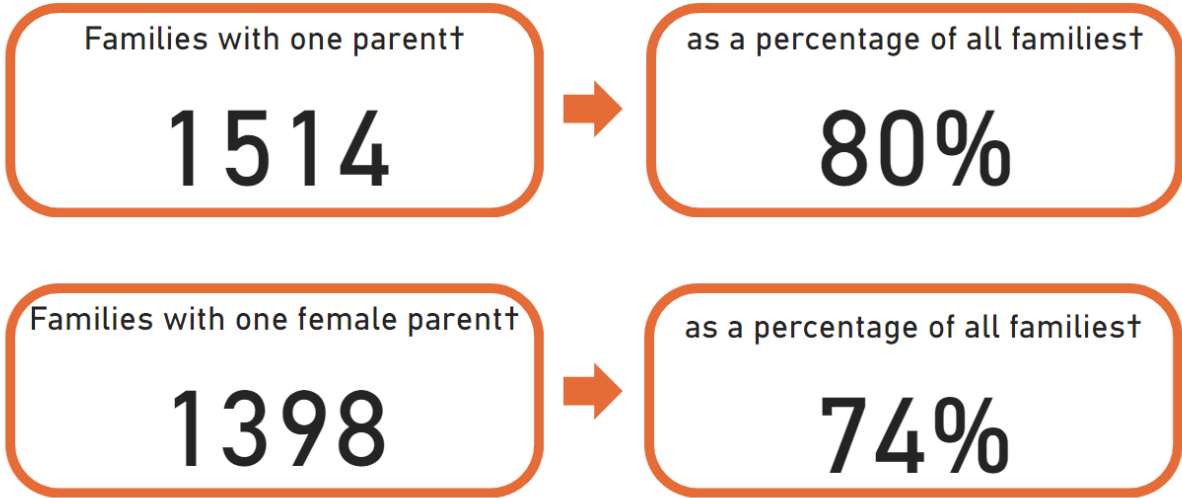 Families with one parent†
1514
as a percentage of all families†
80%
Families with one female parent†
1398
as a percentage of all families†
74%